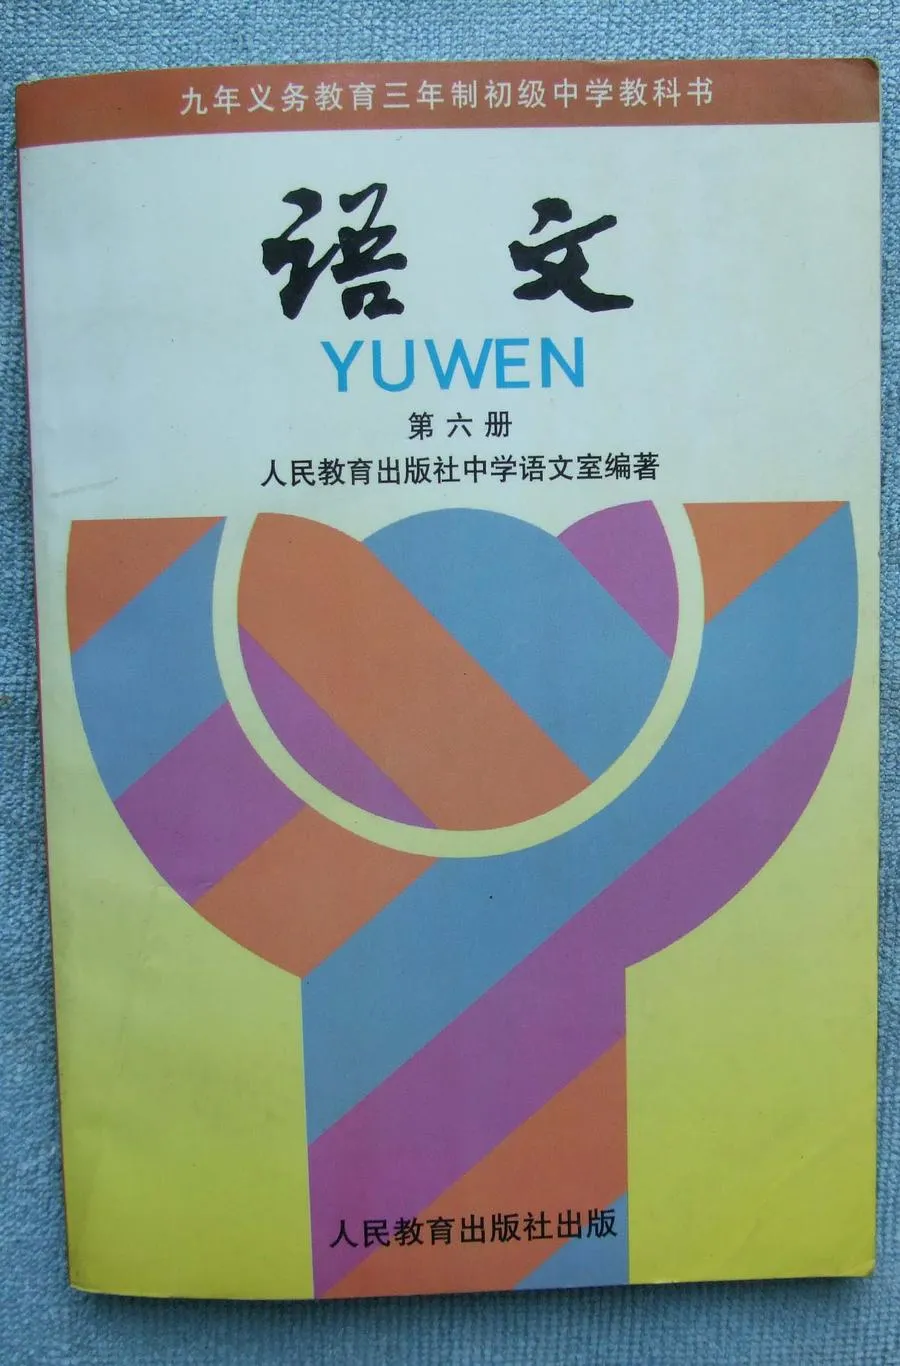 九年义务教育三年制初级中学教科书
语文
YUWEN
第六册
人民教育出版社中学语文室编著
人民教育出版社出版